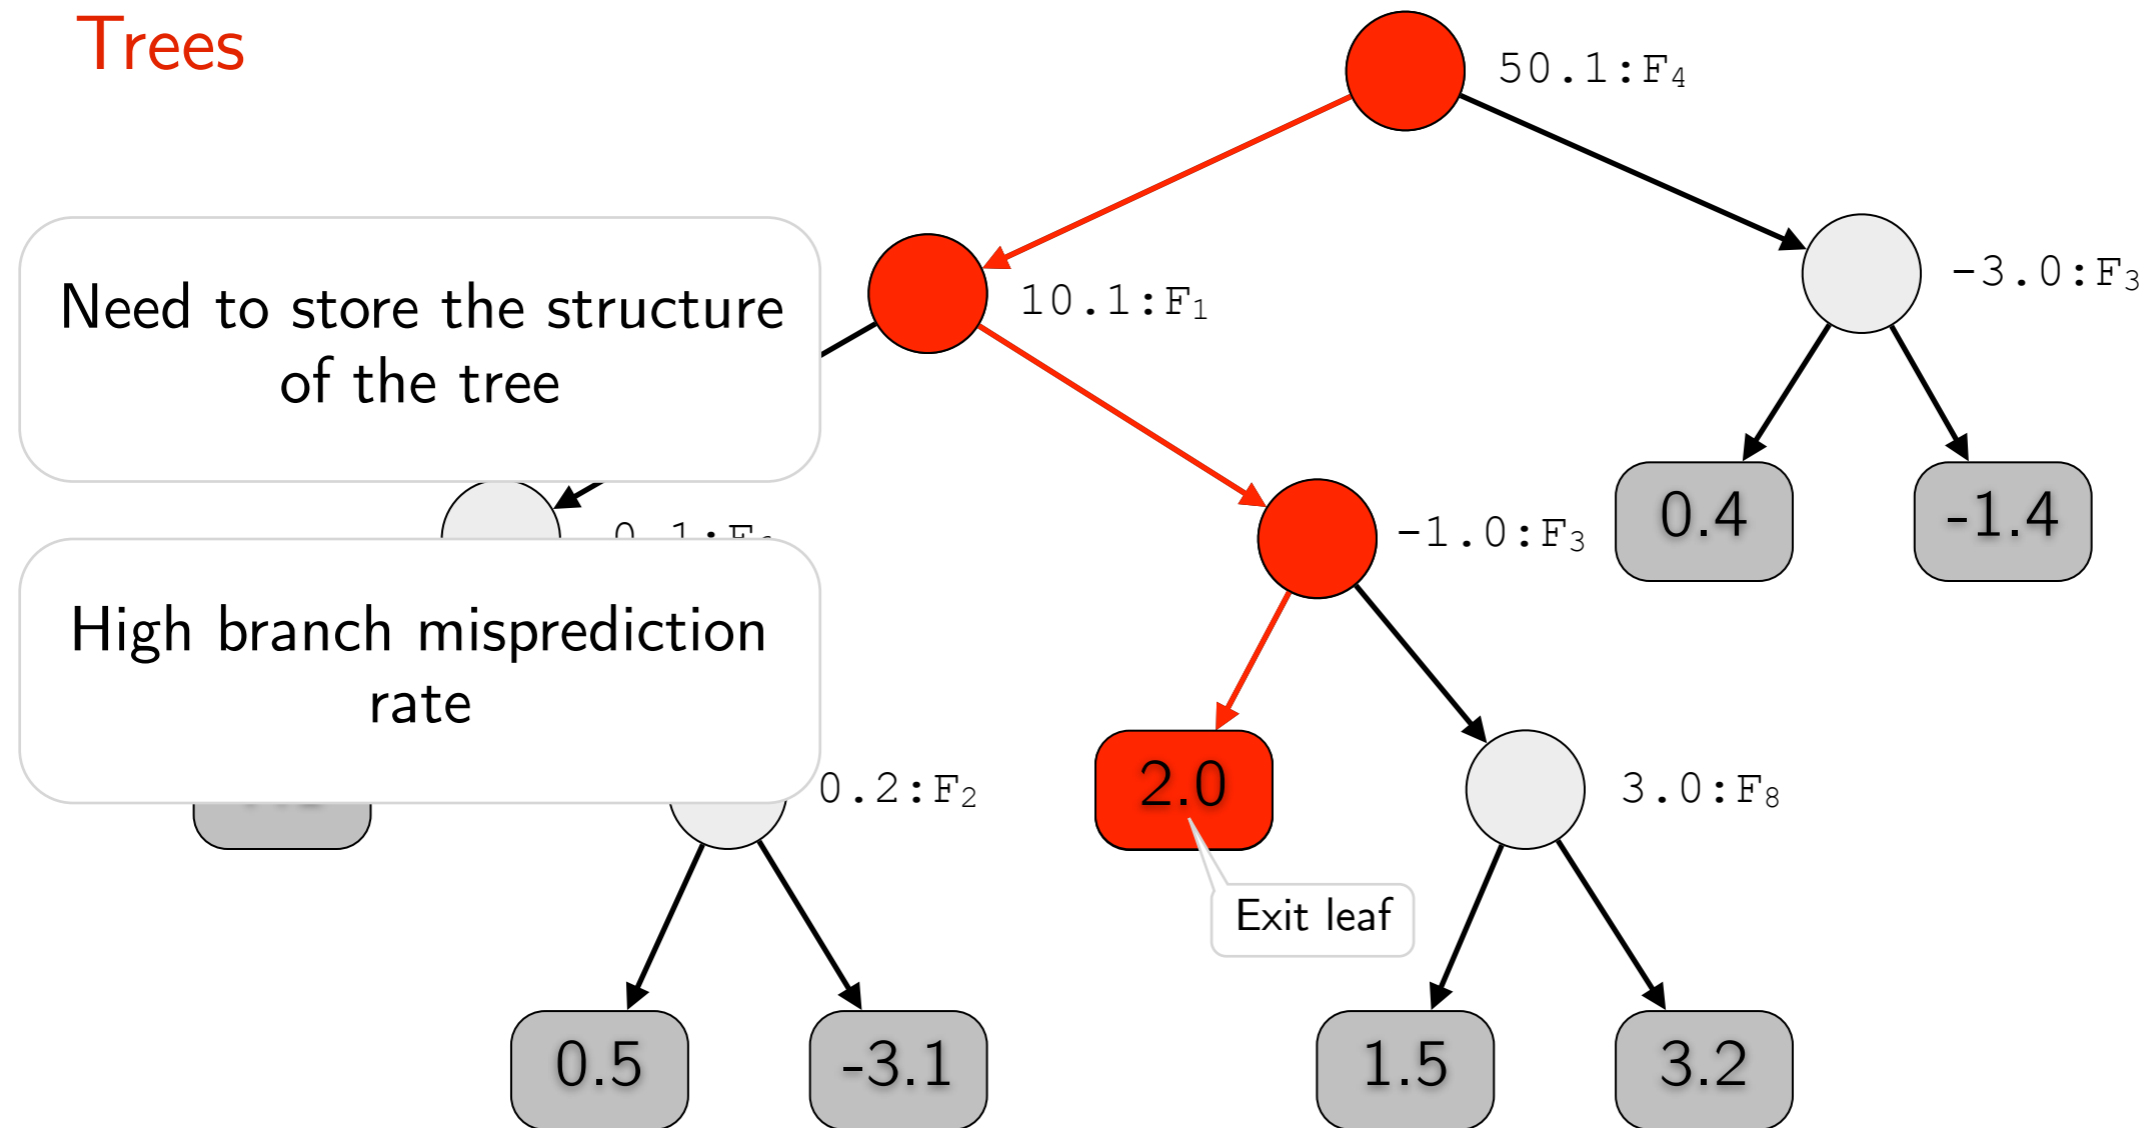 Trees
50.1:F₄
-3.0:F₃
10.1:F₁
Need to store the structure
of the tree
0.4
-1.4
-1.0:F₃
High branch misprediction
rate
2.0
0.2:F₂
3.0:F₈
Exit leaf
0.5
-3.1
1.5
3.2